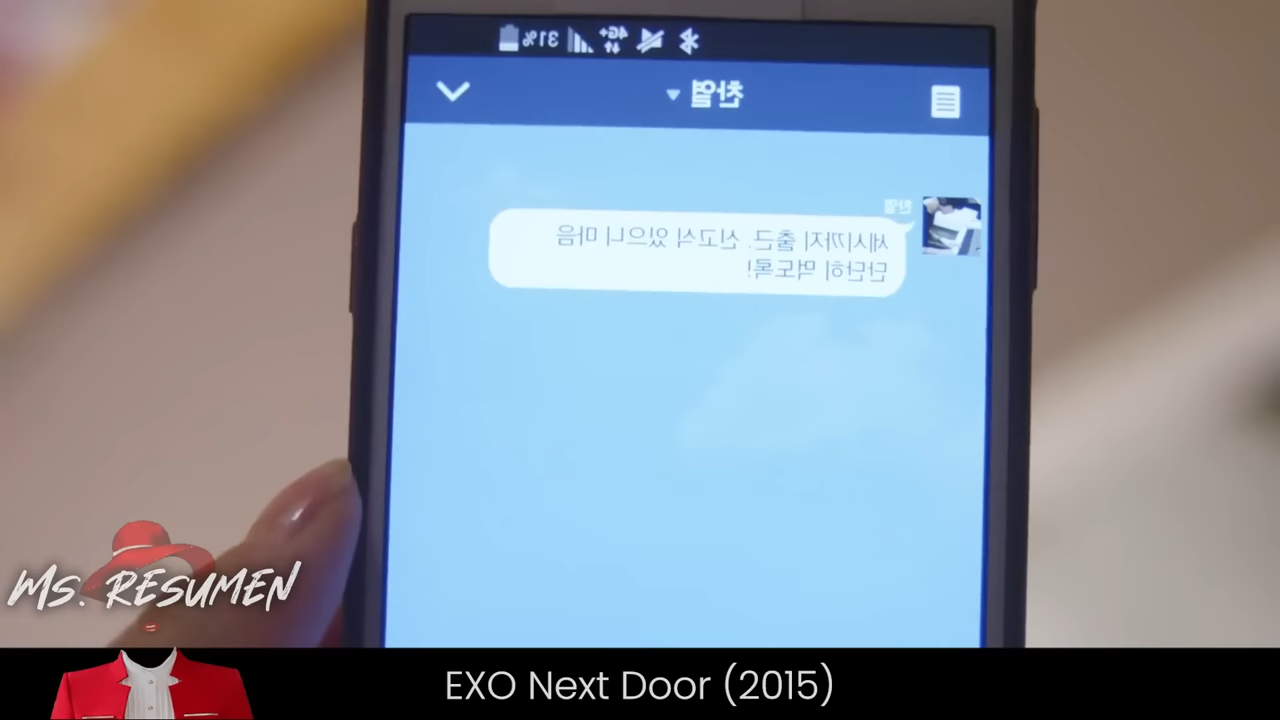 31% 4G+
찬열
찬열
세시까지 출근. 신고식 있으니 마음
단단히 먹도록!
Ms. RESUMEN
EXO Next Door (2015)